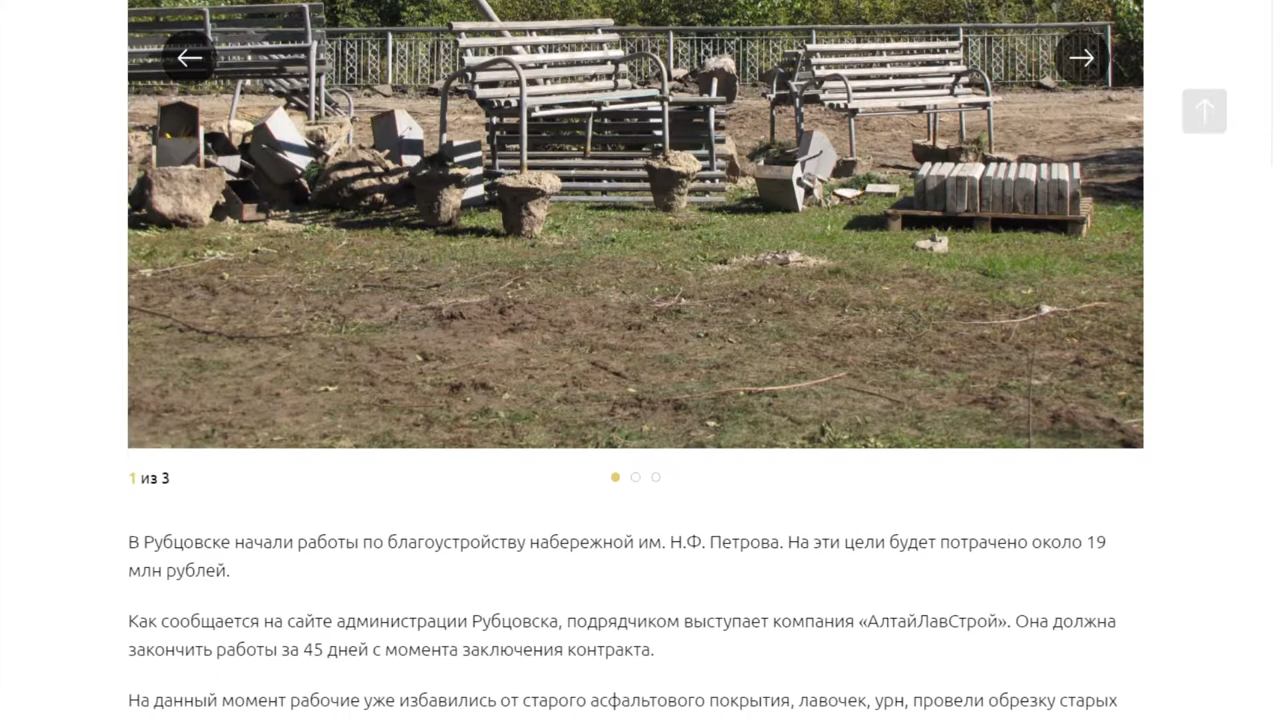 1 из 3
В Рубцовске начали работы по благоустройству набережной им. Н.Ф. Петрова. На эти цели будет потрачено около 19
млн рублей.
Как сообщается на сайте администрации Рубцовска, подрядчиком выступает компания «АлтайЛавСтрой». Она должна
закончить работы за 45 дней с момента заключения контракта.
На данный момент рабочие уже избавились от старого асфальтового покрытия, лавочек, урн, провели обрезку старых